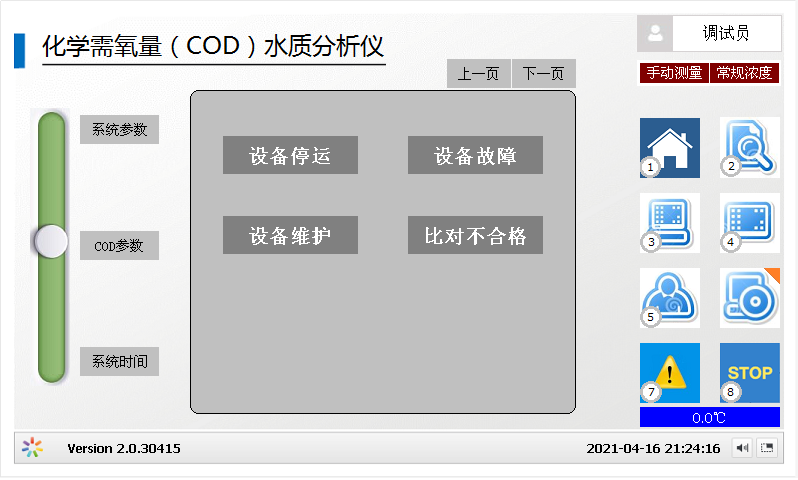 化学需氧量（COD）水质分析仪
调试员
上一页 下一页
手动测量 常规浓度
系统参数
设备停运 设备故障
1 2
COD参数
设备维护 比对不合格
3 4
5
系统时间
7 STOP 8
0.0℃
Version 2.0.30415
2021-04-16 21:24:16